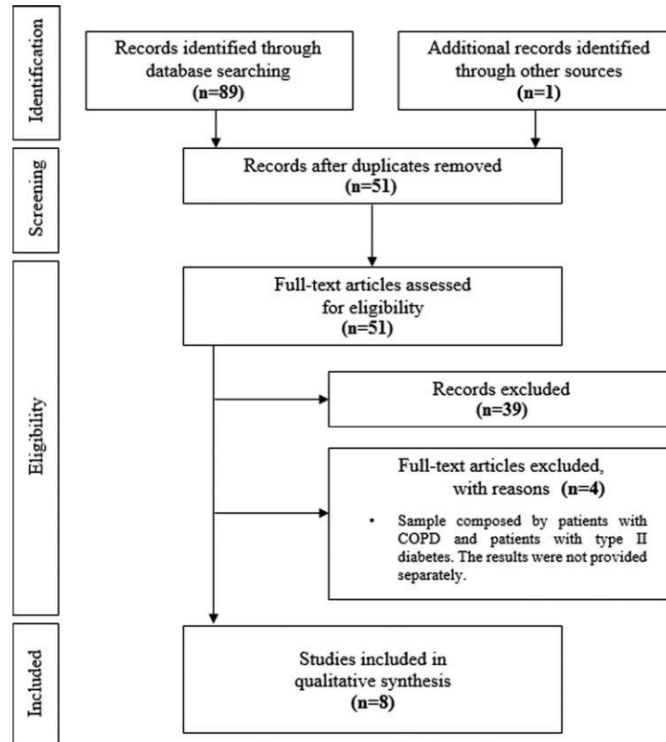 Identification
Records identified through
database searching
(n=89)
Additional records identified
through other sources
(n=1)
Screening
Records after duplicates removed
(n=51)
Eligibility
Full-text articles assessed
for eligibility
(n=51)
Records excluded
(n=39)
Full-text articles excluded,
with reasons (n=4)
• Sample composed by patients with
COPD and patients with type II
diabetes. The results were not provided
separately.
Included
Studies included in
qualitative synthesis
(n=8)